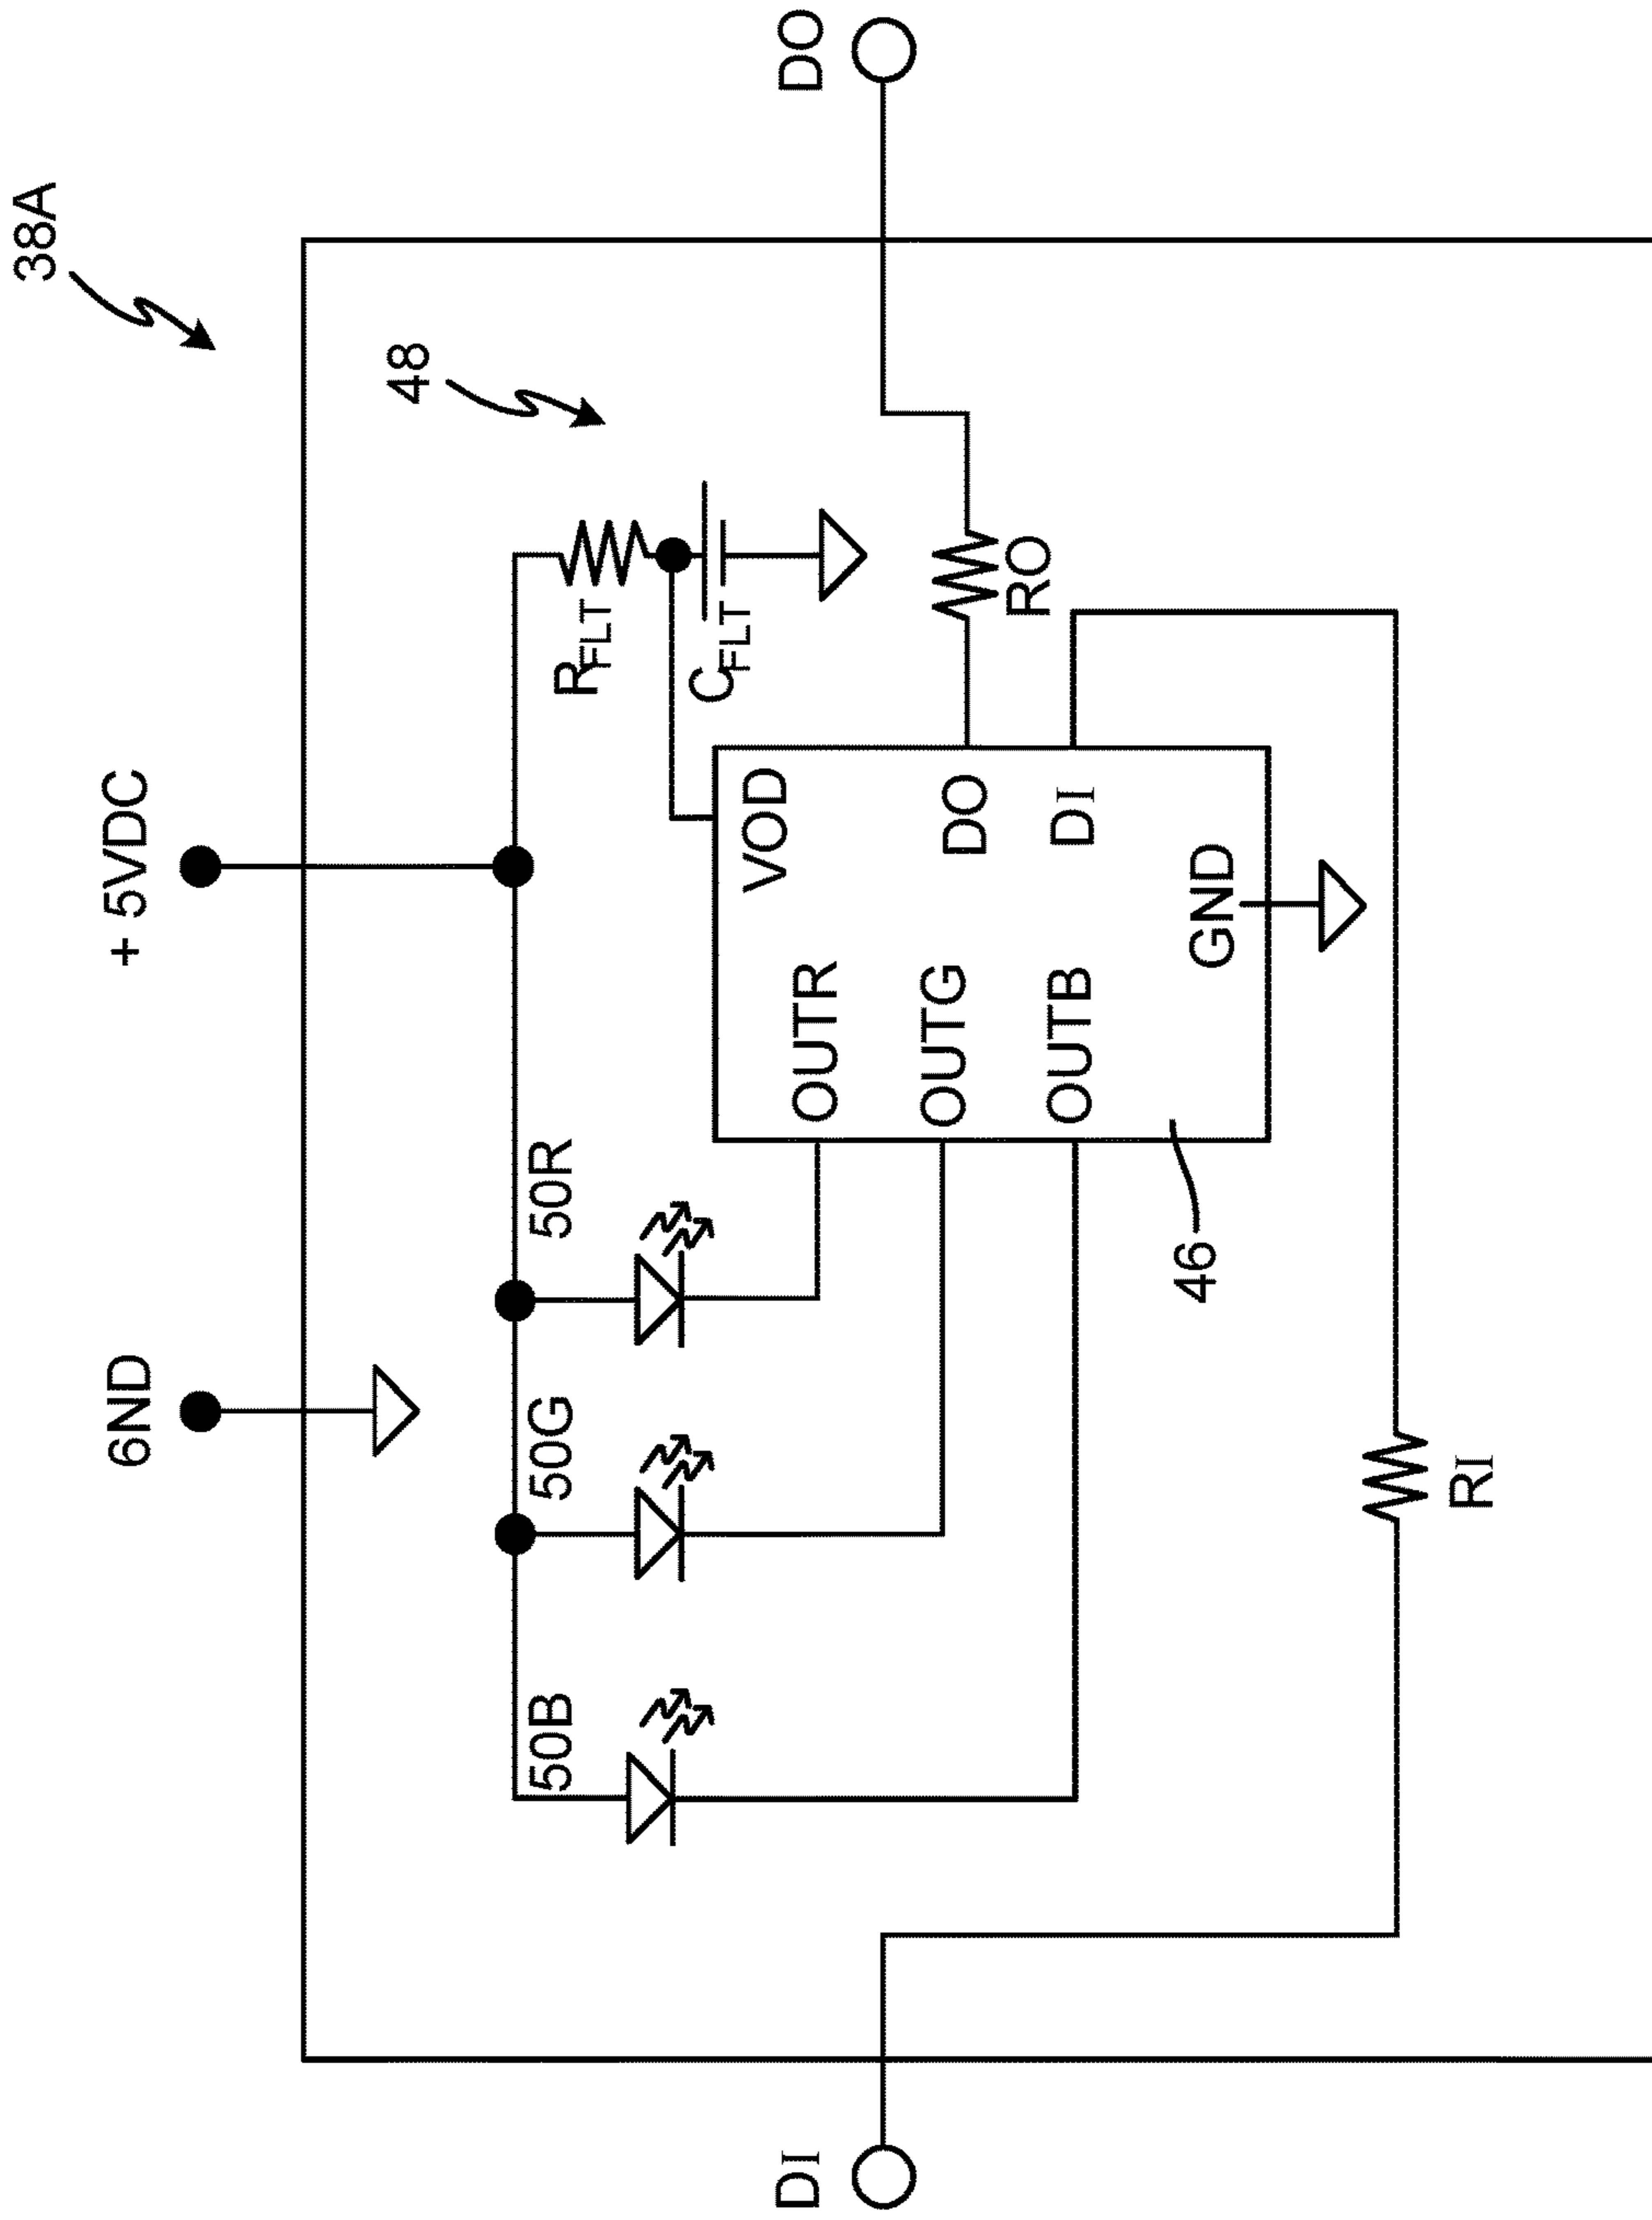 38A
6ND
+ 5VDC
48
50B
50G
50R
RFLT
CFLT
DI
DO
OUTR
OUTG
OUTB
VOD
DO
DI
GND
RO
46
RI